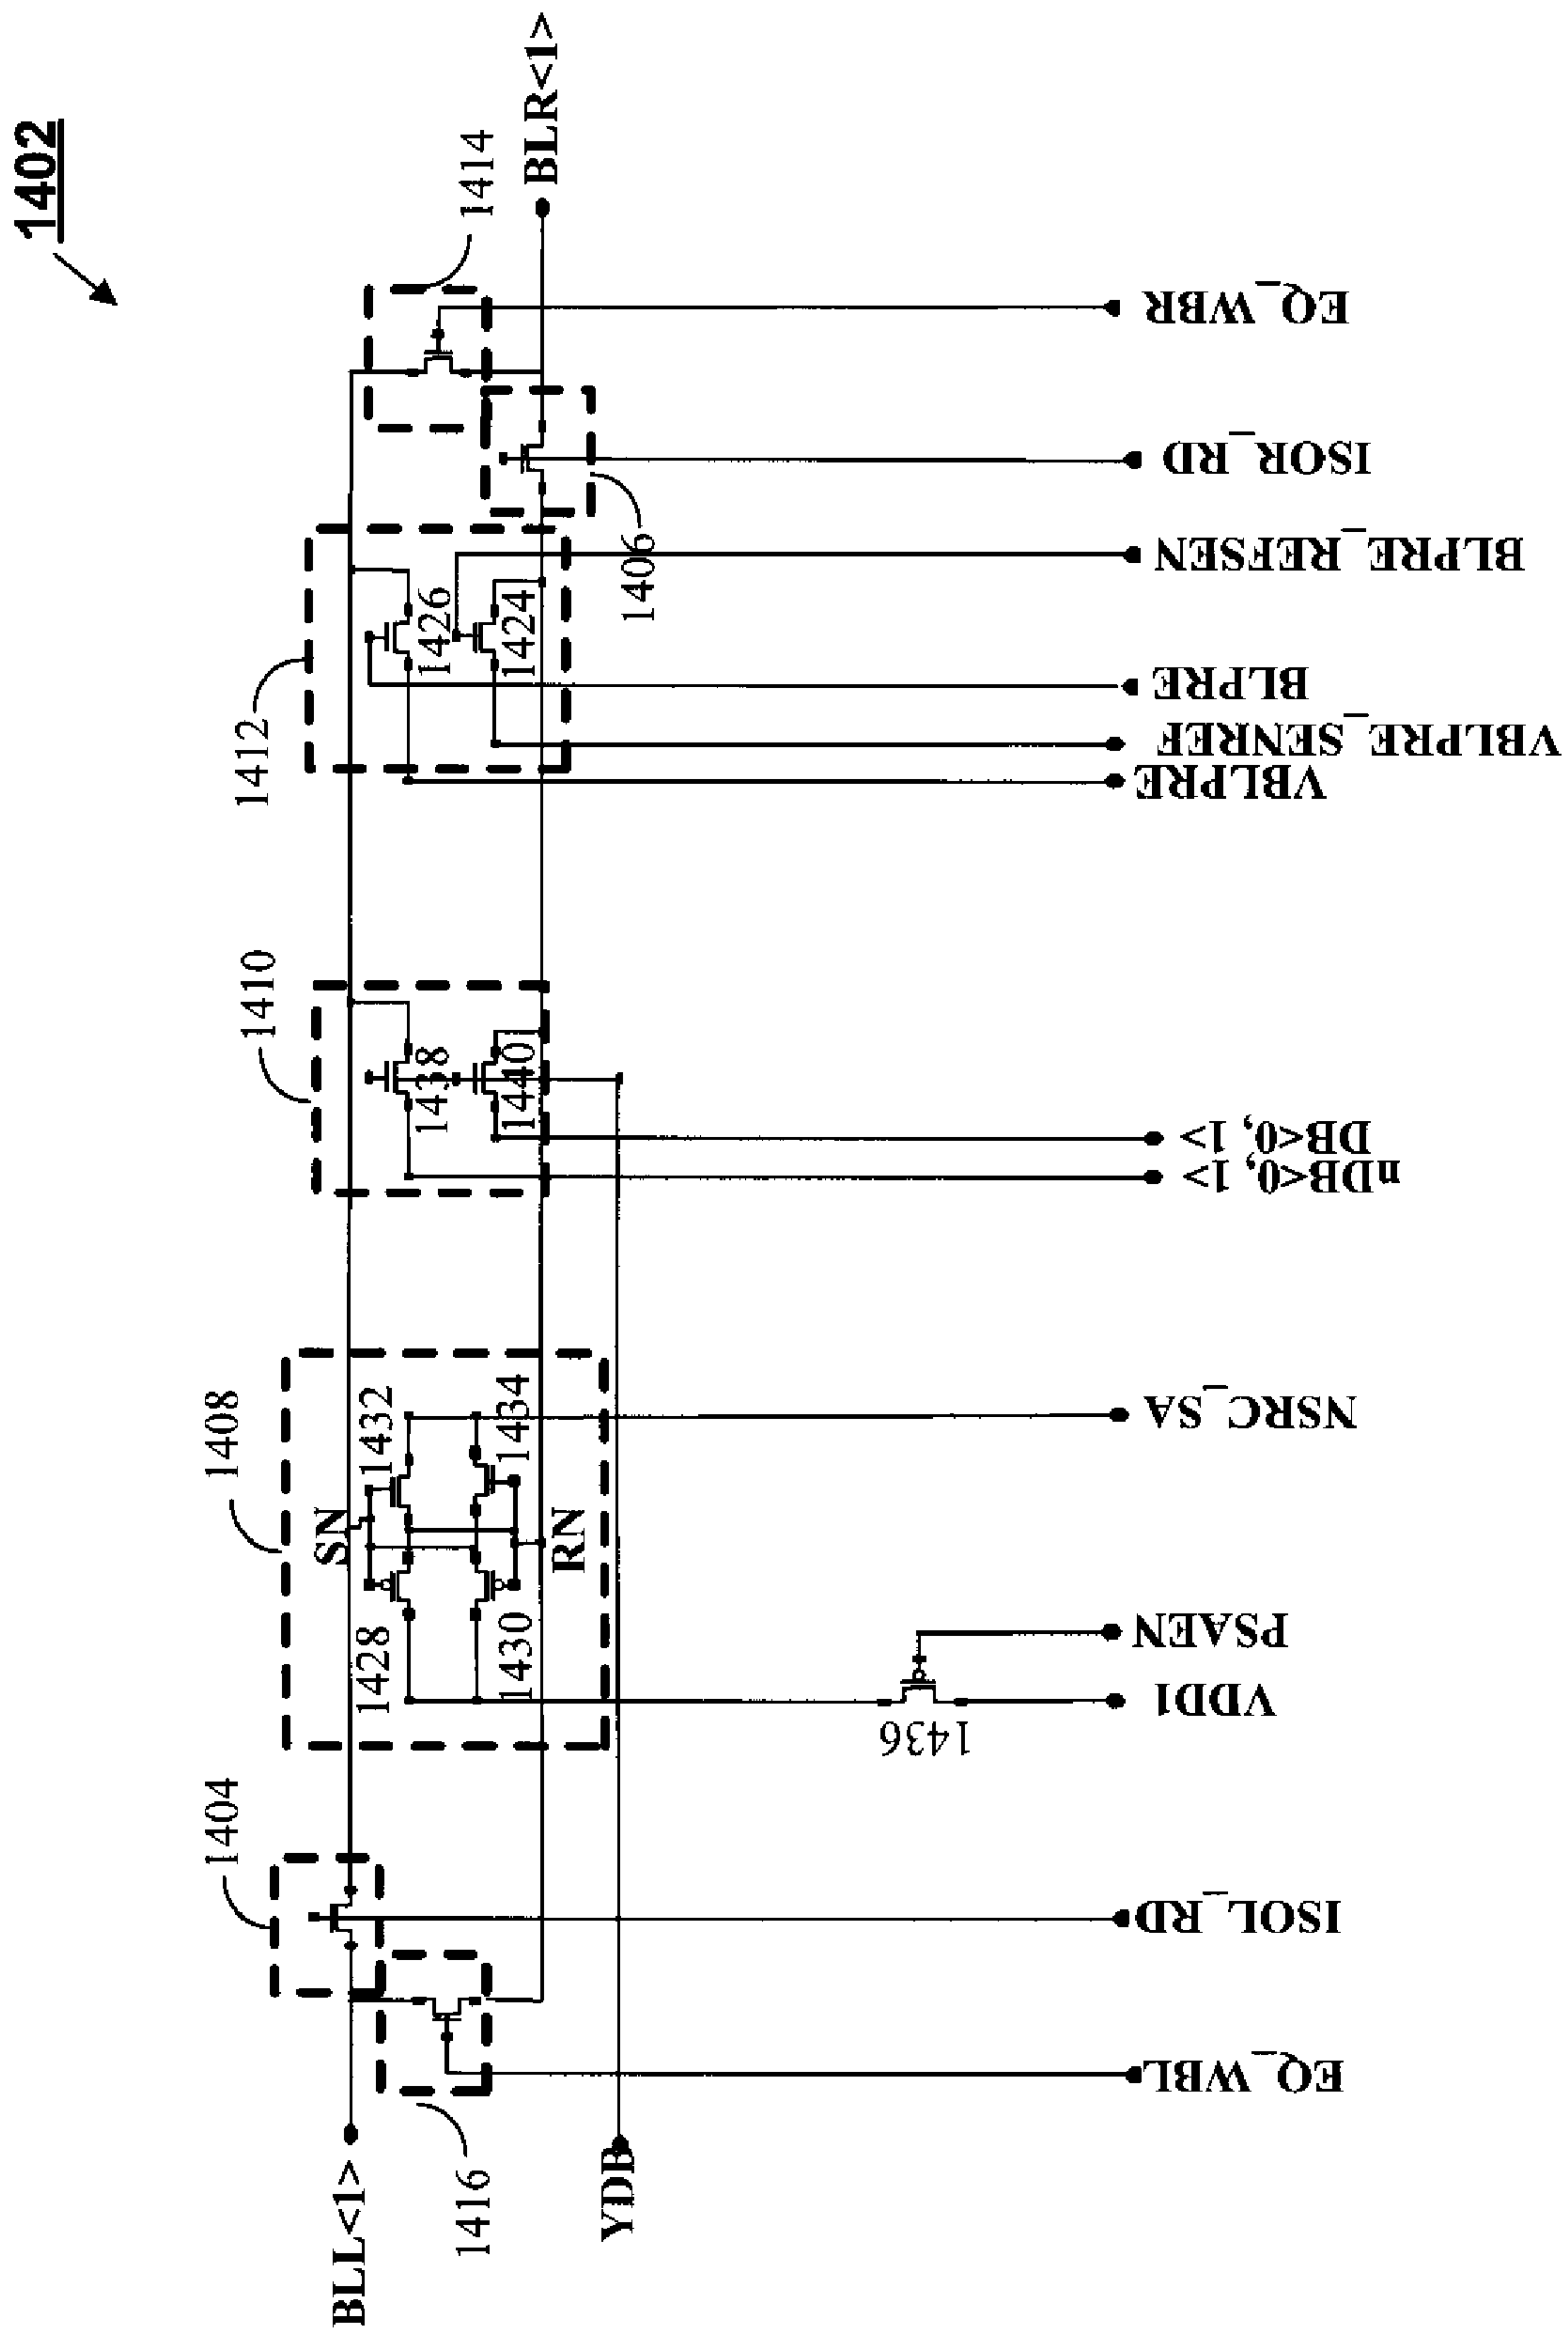 1402
BLL<1>
1416
1404
1408
SN
1428
1432
1430
1434
RN
1436
1410
1438
1440
1412
1426
1424
1406
1414
BLR<1>
YDB
EQ_WBL
ISOL_RD
VDD1
PSAEN
NSRC_SA
nDB<0, 1>
DB<0, 1>
VBLPRE
VBLPRE_SENREF
BLPRE
BLPRE_REFSEN
ISOR_RD
EQ_WBR